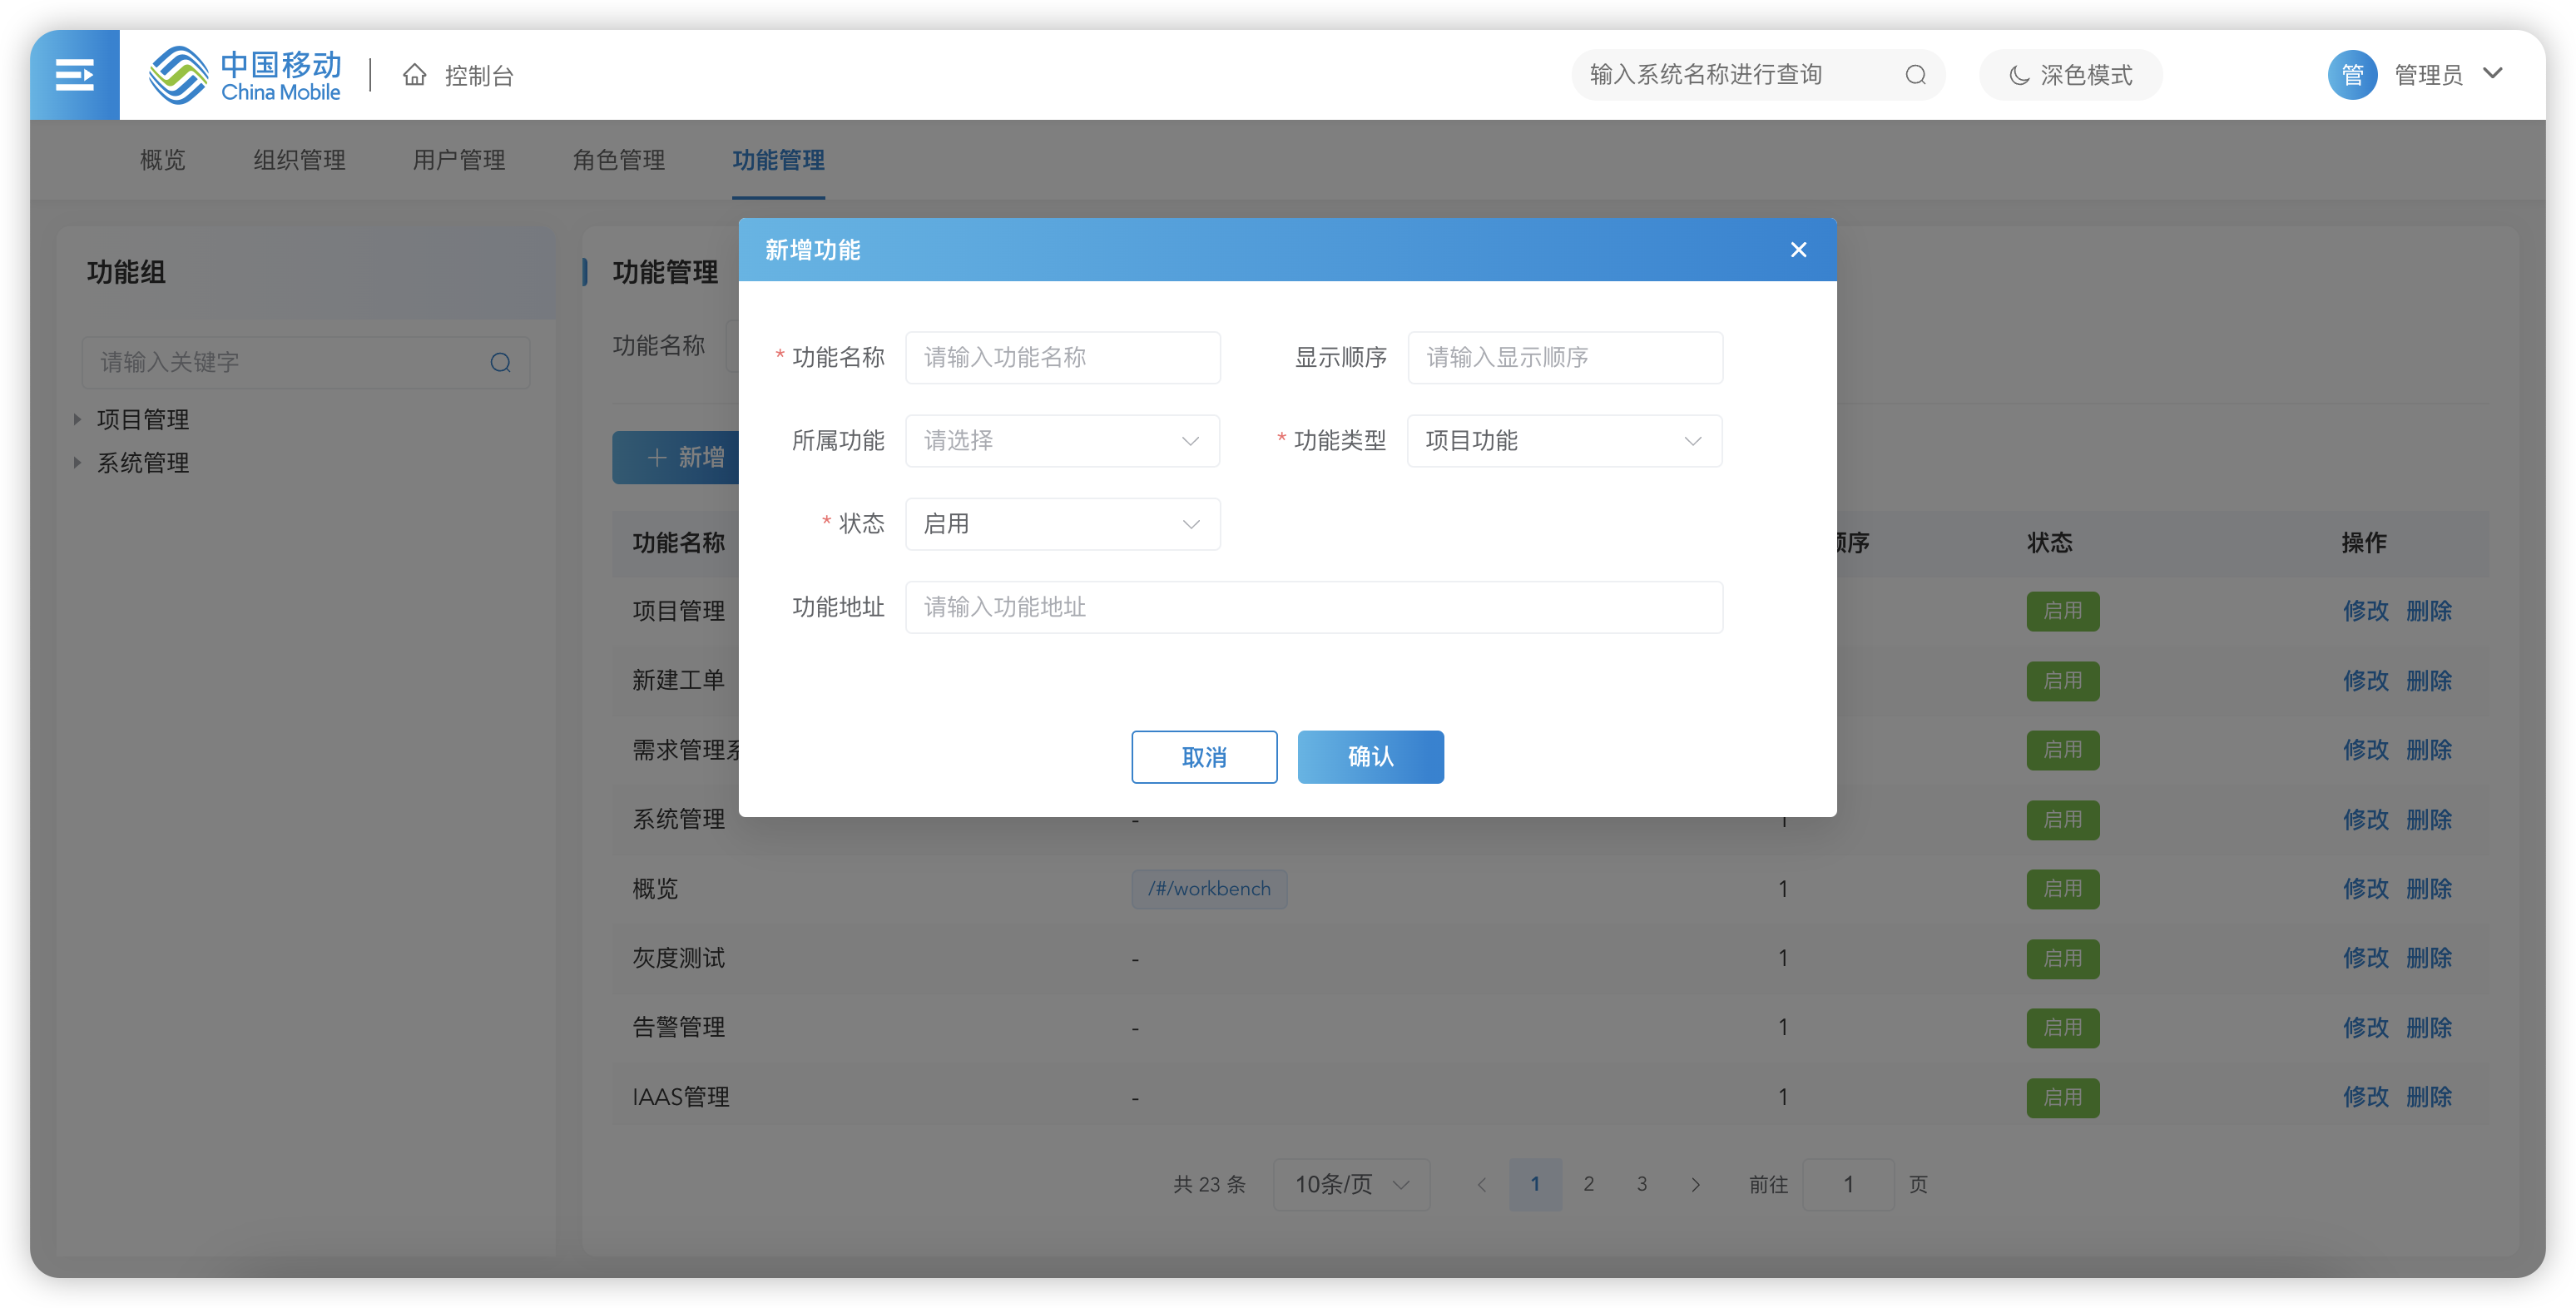 中国移动
China Mobile
控制台
输入系统名称进行查询
深色模式
管
管理员
概览 组织管理 用户管理 角色管理 功能管理
功能组
请输入关键字
项目管理
系统管理
功能管理
功能名称
新增
新增功能
* 功能名称 请输入功能名称 显示顺序 请输入显示顺序
所属功能 请选择 * 功能类型 项目功能
* 状态 启用
功能地址 请输入功能地址
取消 确认
功能名称 顺序 状态 操作
项目管理 启用 修改 删除
新建工单 启用 修改 删除
需求管理系 启用 修改 删除
系统管理 - 1 启用 修改 删除
概览 /#/workbench 1 启用 修改 删除
灰度测试 - 1 启用 修改 删除
告警管理 - 1 启用 修改 删除
IAAS管理 - 1 启用 修改 删除
共 23 条 10条/页 1 2 3 前往 1 页